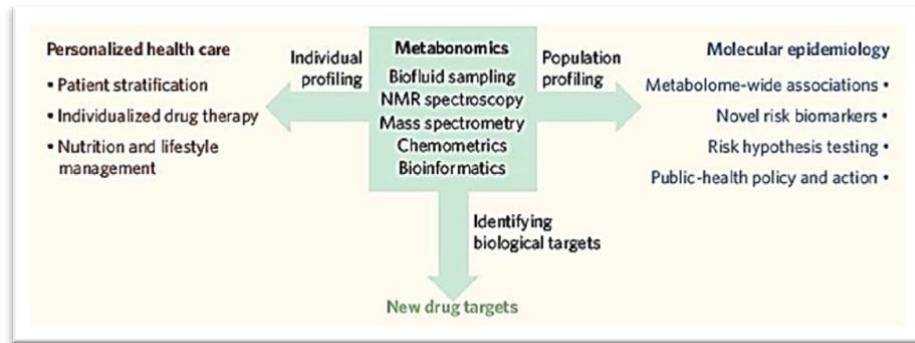 Personalized health care
• Patient stratification
• Individualized drug therapy
• Nutrition and lifestyle
management
Individual
profiling
Metabonomics
Biofluid sampling
NMR spectroscopy
Mass spectrometry
Chemometrics
Bioinformatics
Population
profiling
Molecular epidemiology
Metabolome-wide associations •
Novel risk biomarkers •
Risk hypothesis testing •
Public-health policy and action •
Identifying
biological targets
New drug targets